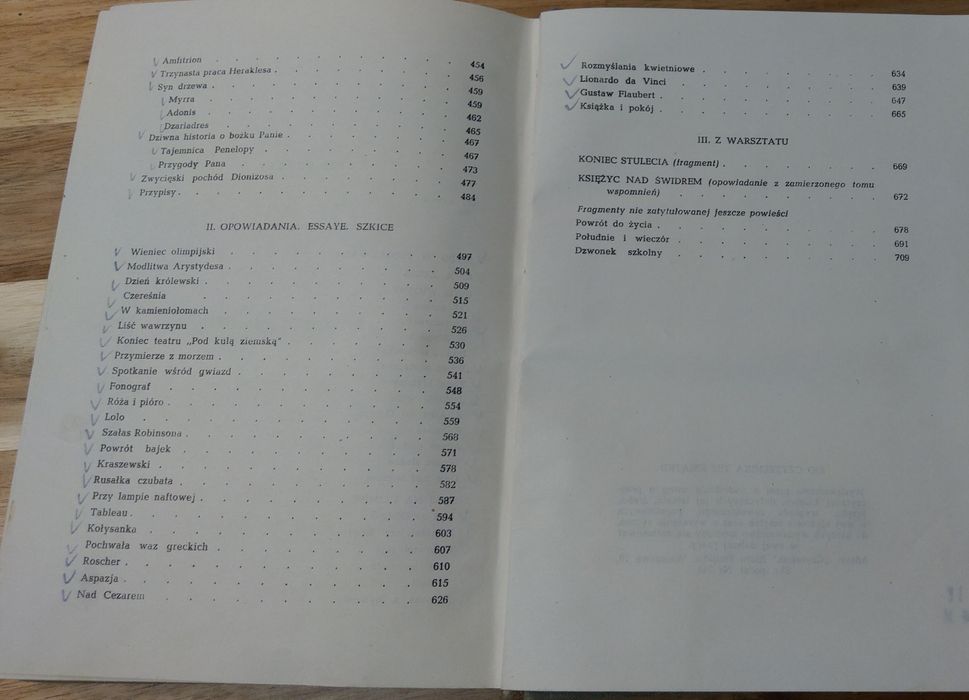 Amfitrion . . . . . . . . . 454
Trzynasta praca Heraklesa . . . . . . . 456
Syn drzewa . . . . . . . . . 459
Myrra . . . . . . . . . 459
Adonis . . . . . . . . . 462
Dzariadres . . . . . . . . 465
Dziwna historia o bożku Panie . . . . . . 467
Tajemnica Penelopy . . . . . . . 467
Przygody Pana . . . . . . . . 473
Zwycięski pochód Dionizosa . . . . . . 477
Przypisy . . . . . . . . . . 484
II. OPOWIADANIA. ESSAYE. SZKICE
Wieniec olimpijski . . . . . . . . 497
Modlitwa Arystydesa . . . . . . . . 504
Dzień królewski . . . . . . . . . 509
Czereśnia . . . . . . . . . 515
W kamieniołomach . . . . . . . . 521
Liść wawrzynu . . . . . . . . . 526
Koniec teatru „Pod kulą ziemską" . . . . . . 530
Przymierze z morzem . . . . . . . . 536
Spotkanie wśród gwiazd . . . . . . . 541
Fonograf . . . . . . . . . . 548
Róża i pióro . . . . . . . . . . 554
Lolo . . . . . . . . . . . 559
Szałas Robinsona . . . . . . . . . 568
Powrót bajek . . . . . . . . . 571
Kraszewski . . . . . . . . . . 578
Rusałka czubata . . . . . . . . . 582
Przy lampie naftowej . . . . . . . . 587
Tableau . . . . . . . . . . . 594
Kołysanka . . . . . . . . . . 603
Pochwała waz greckich . . . . . . . 607
Roscher . . . . . . . . . . . 610
Aspazja . . . . . . . . . . . 615
Nad Cezarem . . . . . . . . . 626
Rozmyślania kwietniowe . . . . . . . 634
Lionardo da Vinci . . . . . . . . 639
Gustaw Flaubert . . . . . . . . 647
Książka i pokój . . . . . . . . . 665
III. Z WARSZTATU
KONIEC STULECIA (fragment) . . . . . . 669
KSIĘŻYC NAD ŚWIDREM (opowiadanie z zamierzonego tomu
wspomnień) . . . . . . . . 672
Fragmenty nie zatytułowanej jeszcze powieści
Powrót do życia . . . . . . . . 678
Południe i wieczór . . . . . . . . 691
Dzwonek szkolny . . . . . . . . 709